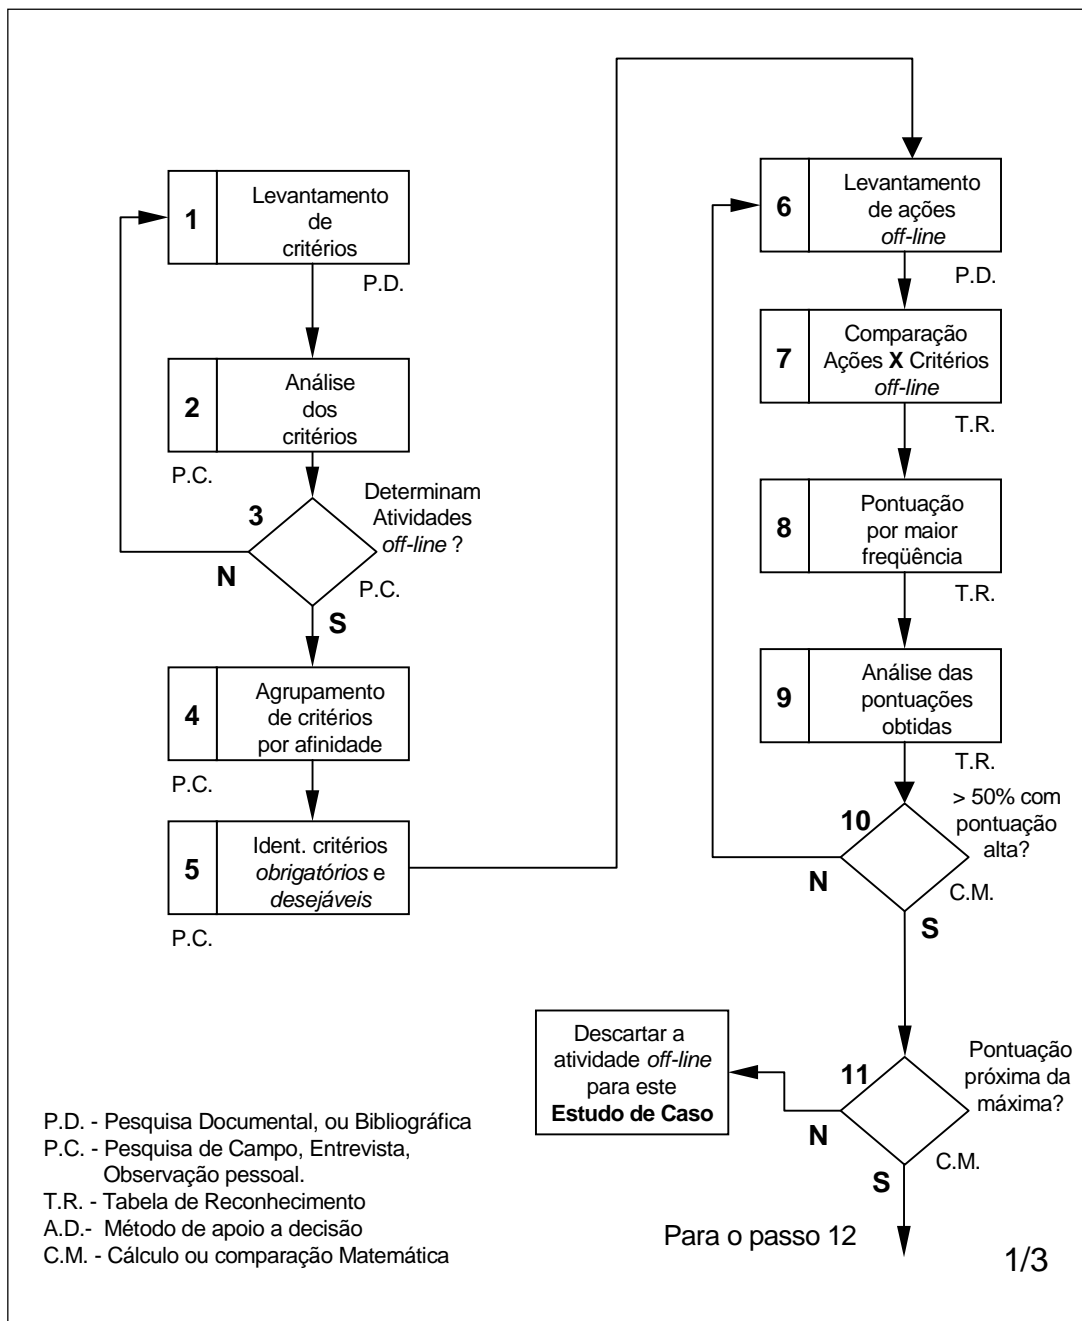 1
Levantamento
de
critérios
P.D.
2
Análise
dos
critérios
P.C.
3
Determinam
Atividades
off-line ?
N
P.C.
S
4
Agrupamento
de critérios
por afinidade
P.C.
5
Ident. critérios
obrigatórios e
desejáveis
P.C.
6
Levantamento
de ações
off-line
P.D.
7
Comparação
Ações X Critérios
off-line
T.R.
8
Pontuação
por maior
freqüência
T.R.
9
Análise das
pontuações
obtidas
T.R.
10
> 50% com
pontuação
alta?
N
C.M.
S
11
Pontuação
próxima da
máxima?
N
C.M.
S
Descartar a
atividade off-line
para este
Estudo de Caso
Para o passo 12
P.D. - Pesquisa Documental, ou Bibliográfica
P.C. - Pesquisa de Campo, Entrevista,
Observação pessoal.
T.R. - Tabela de Reconhecimento
A.D.- Método de apoio a decisão
C.M. - Cálculo ou comparação Matemática
1/3